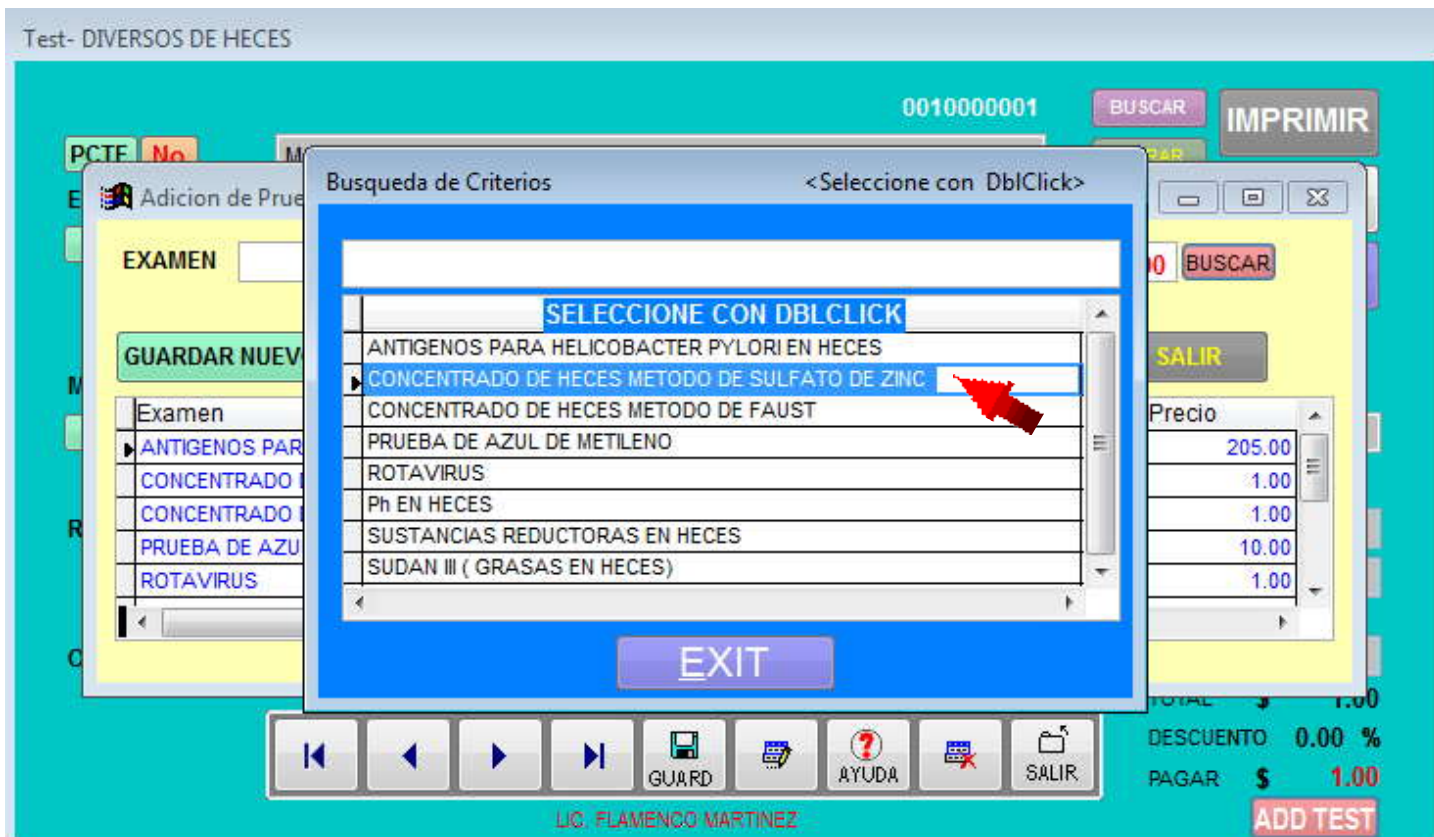 Test- DIVERSOS DE HECES
0010000001
BUSCAR
IMPRIMIR
PCTE No
Adicion de Prue
Busqueda de Criterios <Seleccione con DblClick>
EXAMEN
BUSCAR
SELECCIONE CON DBLCLICK
ANTIGENOS PARA HELICOBACTER PYLORI EN HECES
CONCENTRADO DE HECES METODO DE SULFATO DE ZINC
CONCENTRADO DE HECES METODO DE FAUST
PRUEBA DE AZUL DE METILENO
ROTAVIRUS
Ph EN HECES
SUSTANCIAS REDUCTORAS EN HECES
SUDAN III ( GRASAS EN HECES)
EXIT
GUARDAR NUEV
SALIR
Examen Precio
ANTIGENOS PAR 205.00
CONCENTRADO 1.00
CONCENTRADO 1.00
PRUEBA DE AZU 10.00
ROTAVIRUS 1.00
TOTAL $ 1.00
DESCUENTO 0.00 %
PAGAR $ 1.00
GUARD
AYUDA
SALIR
LIC. FLAMENCO MARTINEZ
ADD TEST